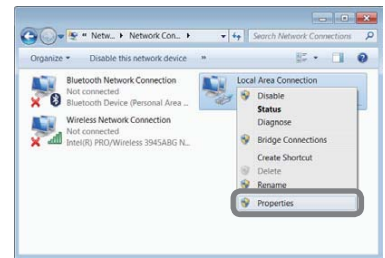 « Netw... ▸ Network Con... ▸
Search Network Connections
Organize ▾ Disable this network device »
Bluetooth Network Connection
Not connected
Bluetooth Device (Personal Area ...
Wireless Network Connection
Not connected
Intel(R) PRO/Wireless 3945ABG N...
Local Area Connection
Disable
Status
Diagnose
Bridge Connections
Create Shortcut
Delete
Rename
Properties